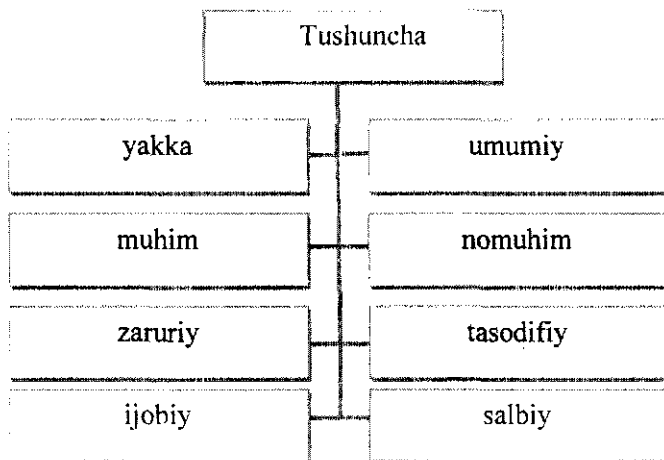 Tushuncha
yakka
umumiy
muhim
nomuhim
zaruriy
tasodifiy
ijobiy
salbiy